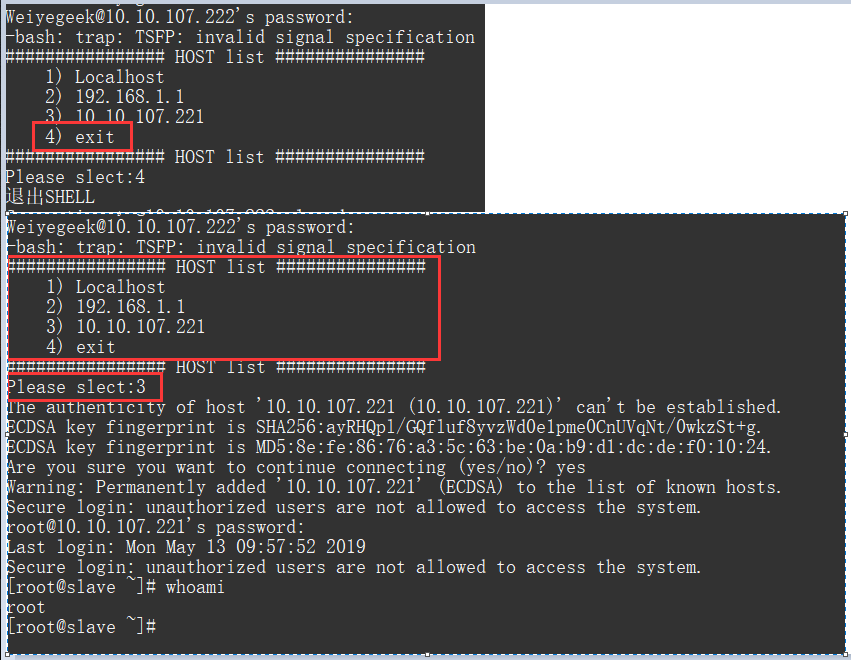 Weiyegeek@10.10.107.222's password:
-bash: trap: TSFP: invalid signal specification
################ HOST list ###############
1) Localhost
2) 192.168.1.1
3) 10.10.107.221
4) exit
################ HOST list ###############
Please slect:4
退出SHELL
Weiyegeek@10.10.107.222's password:
-bash: trap: TSFP: invalid signal specification
################ HOST list ###############
1) Localhost
2) 192.168.1.1
3) 10.10.107.221
4) exit
################ HOST list ###############
Please slect:3
The authenticity of host '10.10.107.221 (10.10.107.221)' can't be established.
ECDSA key fingerprint is SHA256:ayRHQpl/GQfluf8yvzWd0elpme0CnUVqNt/0wkzSt+g.
ECDSA key fingerprint is MD5:8e:fe:86:76:a3:5c:63:be:0a:b9:d1:dc:de:f0:10:24.
Are you sure you want to continue connecting (yes/no)? yes
Warning: Permanently added '10.10.107.221' (ECDSA) to the list of known hosts.
Secure login: unauthorized users are not allowed to access the system.
root@10.10.107.221's password:
Last login: Mon May 13 09:57:52 2019
Secure login: unauthorized users are not allowed to access the system.
[root@slave ~]# whoami
root
[root@slave ~]#